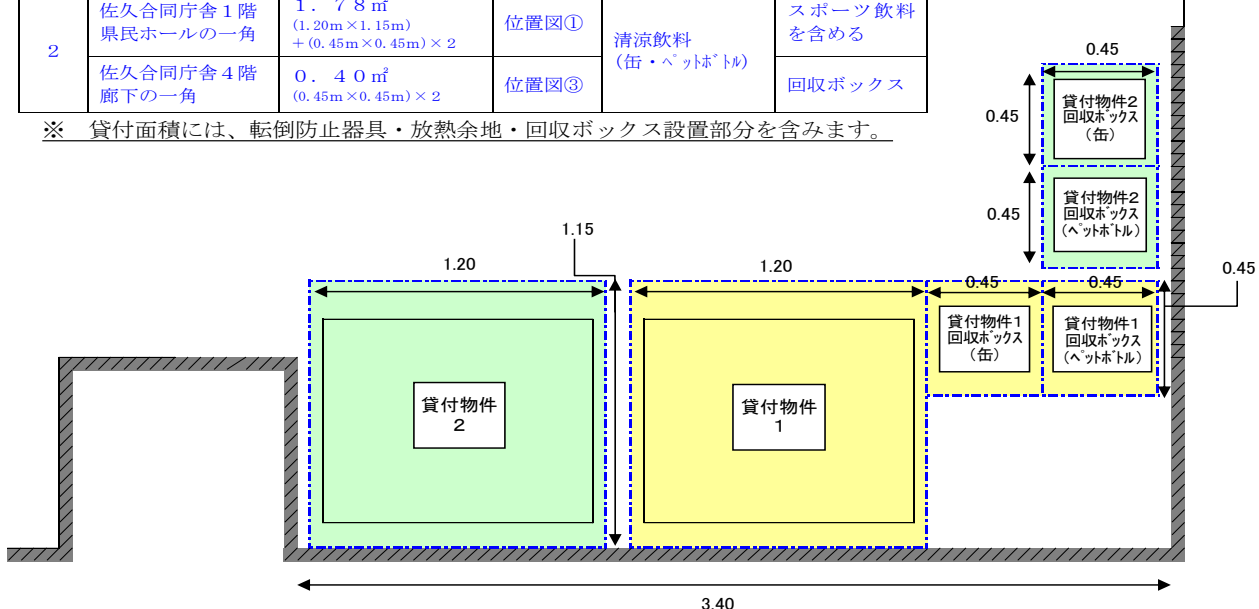 2
佐久合同庁舎１階
県民ホールの一角
１．７８㎡
(1.20m×1.15m)
＋(0.45m×0.45m)×２
位置図①
清涼飲料
(缶・ﾍﾟｯﾄﾎﾞﾄﾙ)
スポーツ飲料
を含める
佐久合同庁舎４階
廊下の一角
０．４０㎡
(0.45m×0.45m)×２
位置図③
回収ボックス
※　貸付面積には、転倒防止器具・放熱余地・回収ボックス設置部分を含みます。
0.45
0.45
貸付物件2
回収ﾎﾞｯｸｽ
(缶)
0.45
貸付物件2
回収ﾎﾞｯｸｽ
(ﾍﾟｯﾄﾎﾞﾄﾙ)
1.15
1.20
1.20
0.45
0.45
0.45
貸付物件1
回収ﾎﾞｯｸｽ
(缶)
貸付物件1
回収ﾎﾞｯｸｽ
(ﾍﾟｯﾄﾎﾞﾄﾙ)
貸付物件
2
貸付物件
1
3.40